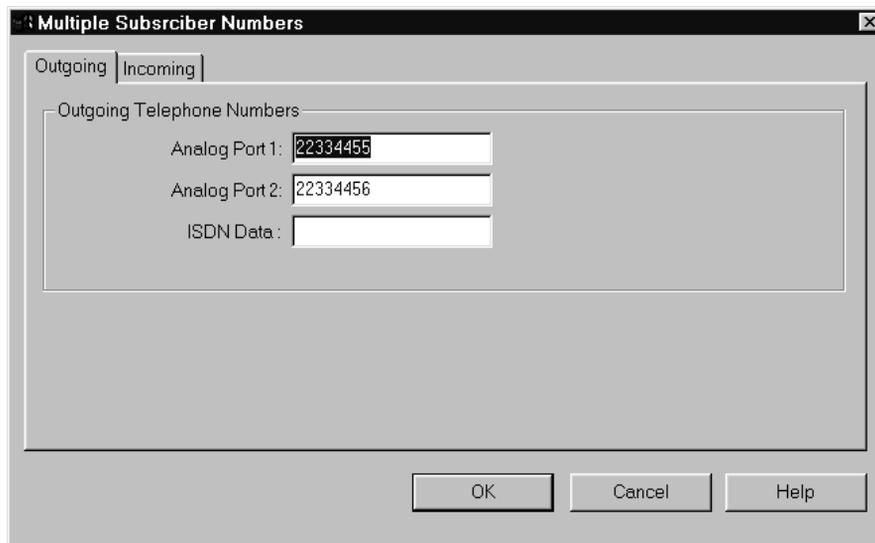 Multiple Subsrciber Numbers
Outgoing Incoming
Outgoing Telephone Numbers
Analog Port 1: 22334455
Analog Port 2: 22334456
ISDN Data :
OK Cancel Help